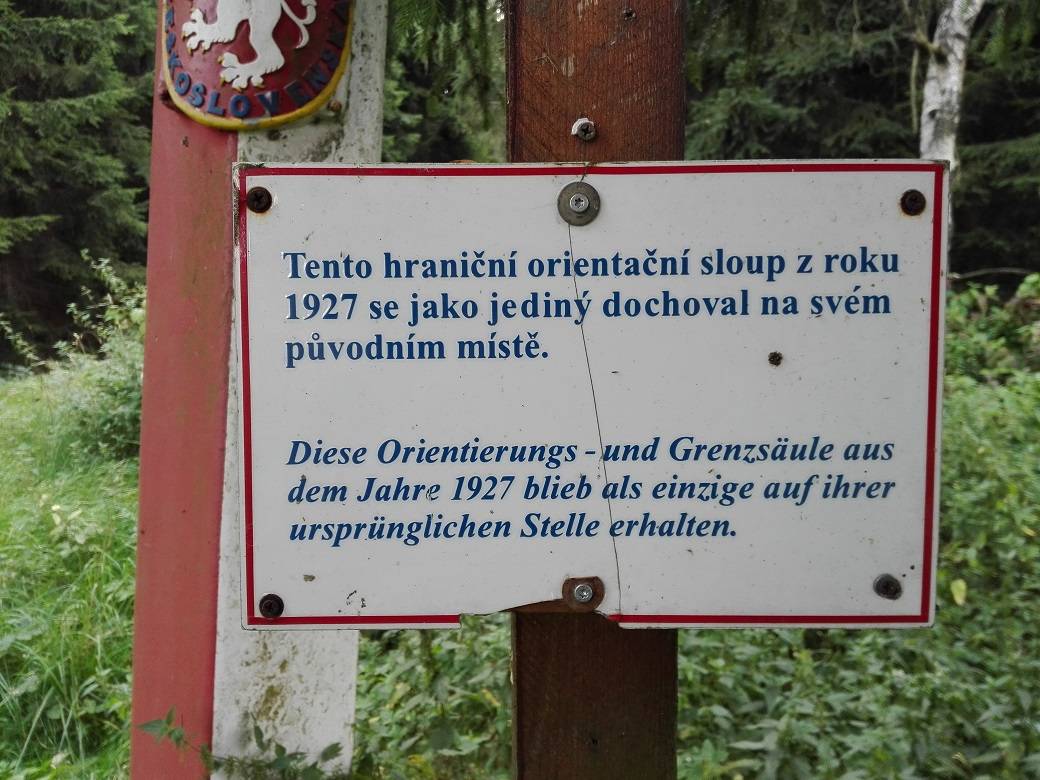 KOSLOVENSK
Tento hraniční orientační sloup z roku
1927 se jako jediný dochoval na svém
původním místě.
Diese Orientierungs - und Grenzsäule aus
dem Jahre 1927 blieb als einzige auf ihrer
ursprünglichen Stelle erhalten.